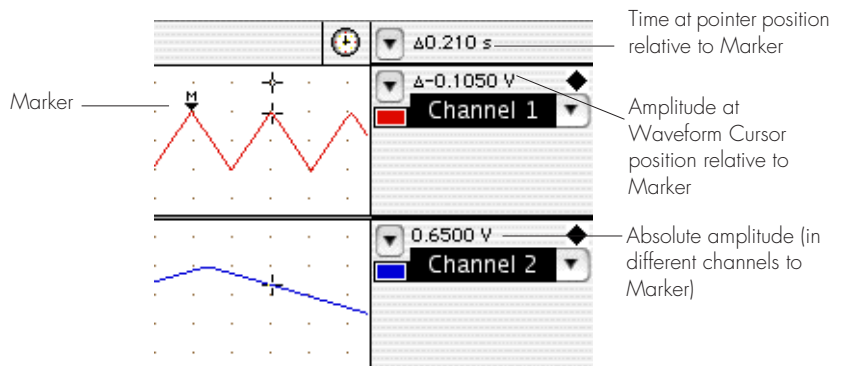 Time at pointer position
relative to Marker
Δ0.210 s
Δ-0.1050 V
Marker
M
Channel 1
Amplitude at
Waveform Cursor
position relative to
Marker
0.6500 V
Channel 2
Absolute amplitude (in
different channels to
Marker)